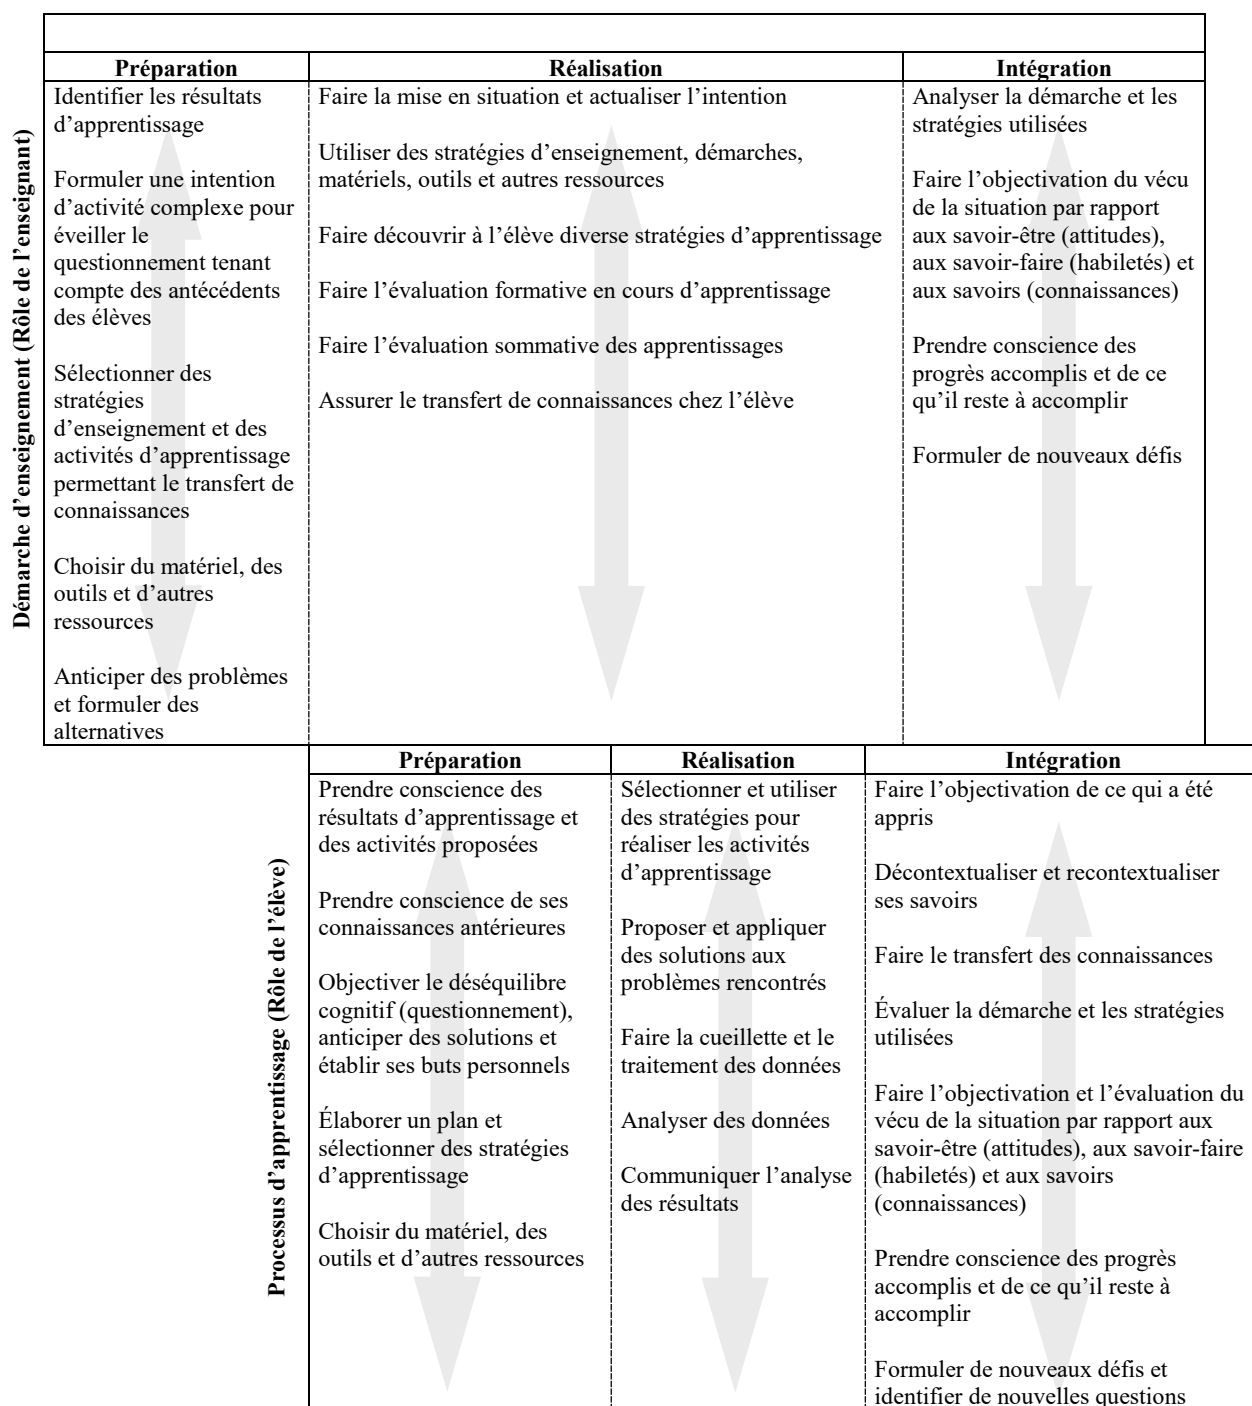 Démarche d’enseignement (Rôle de l’enseignant)
Préparation
Identifier les résultats
d’apprentissage
Formuler une intention
d’activité complexe pour
éveiller le
questionnement tenant
compte des antécédents
des élèves
Sélectionner des
stratégies
d’enseignement et des
activités d’apprentissage
permettant le transfert de
connaissances
Choisir du matériel, des
outils et d’autres
ressources
Anticiper des problèmes
et formuler des
alternatives
Réalisation
Faire la mise en situation et actualiser l’intention
Utiliser des stratégies d’enseignement, démarches,
matériels, outils et autres ressources
Faire découvrir à l’élève diverse stratégies d’apprentissage
Faire l’évaluation formative en cours d’apprentissage
Faire l’évaluation sommative des apprentissages
Assurer le transfert de connaissances chez l’élève
Intégration
Analyser la démarche et les
stratégies utilisées
Faire l’objectivation du vécu
de la situation par rapport
aux savoir-être (attitudes),
aux savoir-faire (habiletés) et
aux savoirs (connaissances)
Prendre conscience des
progrès accomplis et de ce
qu’il reste à accomplir
Formuler de nouveaux défis
Processus d’apprentissage (Rôle de l’élève)
Préparation
Prendre conscience des
résultats d’apprentissage et
des activités proposées
Prendre conscience de ses
connaissances antérieures
Objectiver le déséquilibre
cognitif (questionnement),
anticiper des solutions et
établir ses buts personnels
Élaborer un plan et
sélectionner des stratégies
d’apprentissage
Choisir du matériel, des
outils et d’autres ressources
Réalisation
Sélectionner et utiliser
des stratégies pour
réaliser les activités
d’apprentissage
Proposer et appliquer
des solutions aux
problèmes rencontrés
Faire la cueillette et le
traitement des données
Analyser des données
Communiquer l’analyse
des résultats
Intégration
Faire l’objectivation de ce qui a été
appris
Décontextualiser et recontextualiser
ses savoirs
Faire le transfert des connaissances
Évaluer la démarche et les stratégies
utilisées
Faire l’objectivation et l’évaluation du
vécu de la situation par rapport aux
savoir-être (attitudes), aux savoir-faire
(habiletés) et aux savoirs
(connaissances)
Prendre conscience des progrès
accomplis et de ce qu’il reste à
accomplir
Formuler de nouveaux défis et
identifier de nouvelles questions